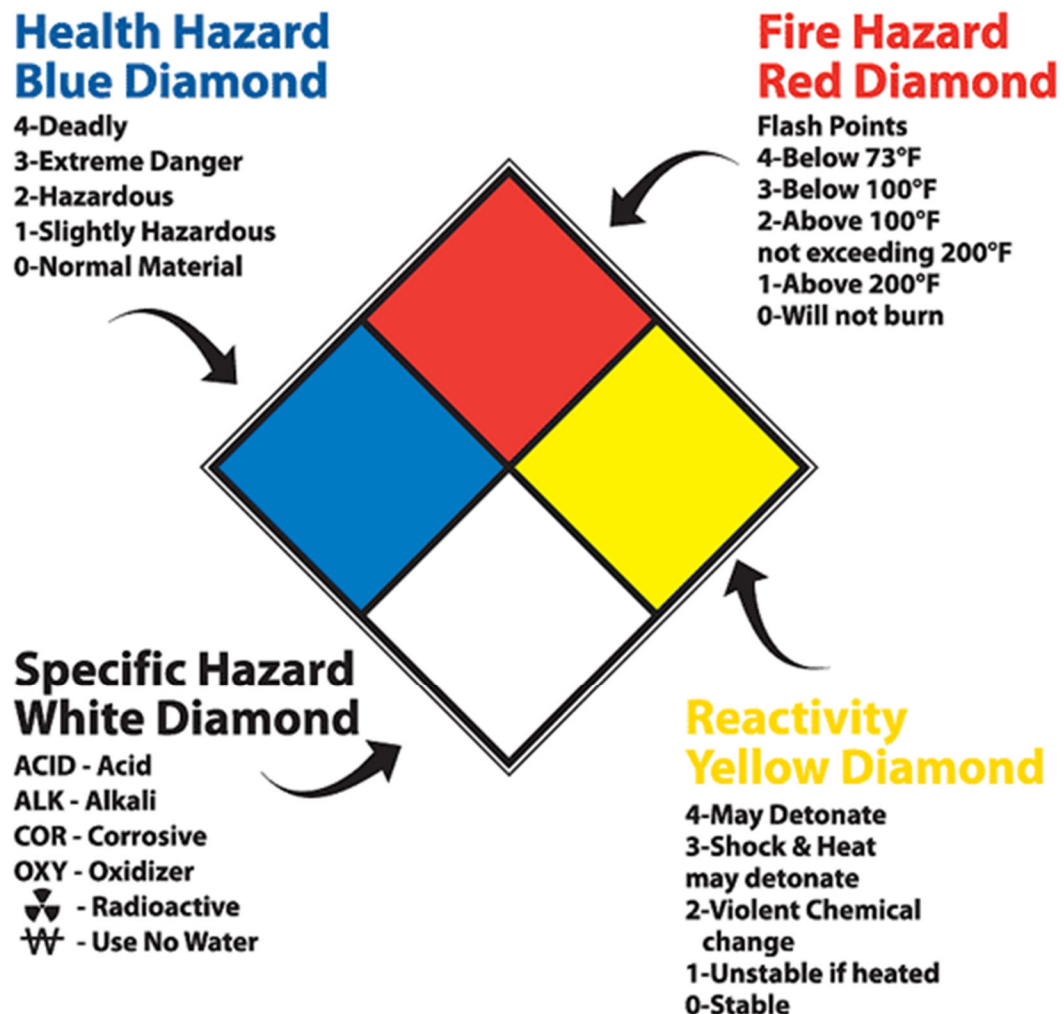 Health Hazard
Blue Diamond
4-Deadly
3-Extreme Danger
2-Hazardous
1-Slightly Hazardous
0-Normal Material
Fire Hazard
Red Diamond
Flash Points
4-Below 73°F
3-Below 100°F
2-Above 100°F
not exceeding 200°F
1-Above 200°F
0-Will not burn
Specific Hazard
White Diamond
ACID - Acid
ALK - Alkali
COR - Corrosive
OXY - Oxidizer
☢ - Radioactive
W - Use No Water
Reactivity
Yellow Diamond
4-May Detonate
3-Shock & Heat
may detonate
2-Violent Chemical
change
1-Unstable if heated
0-Stable